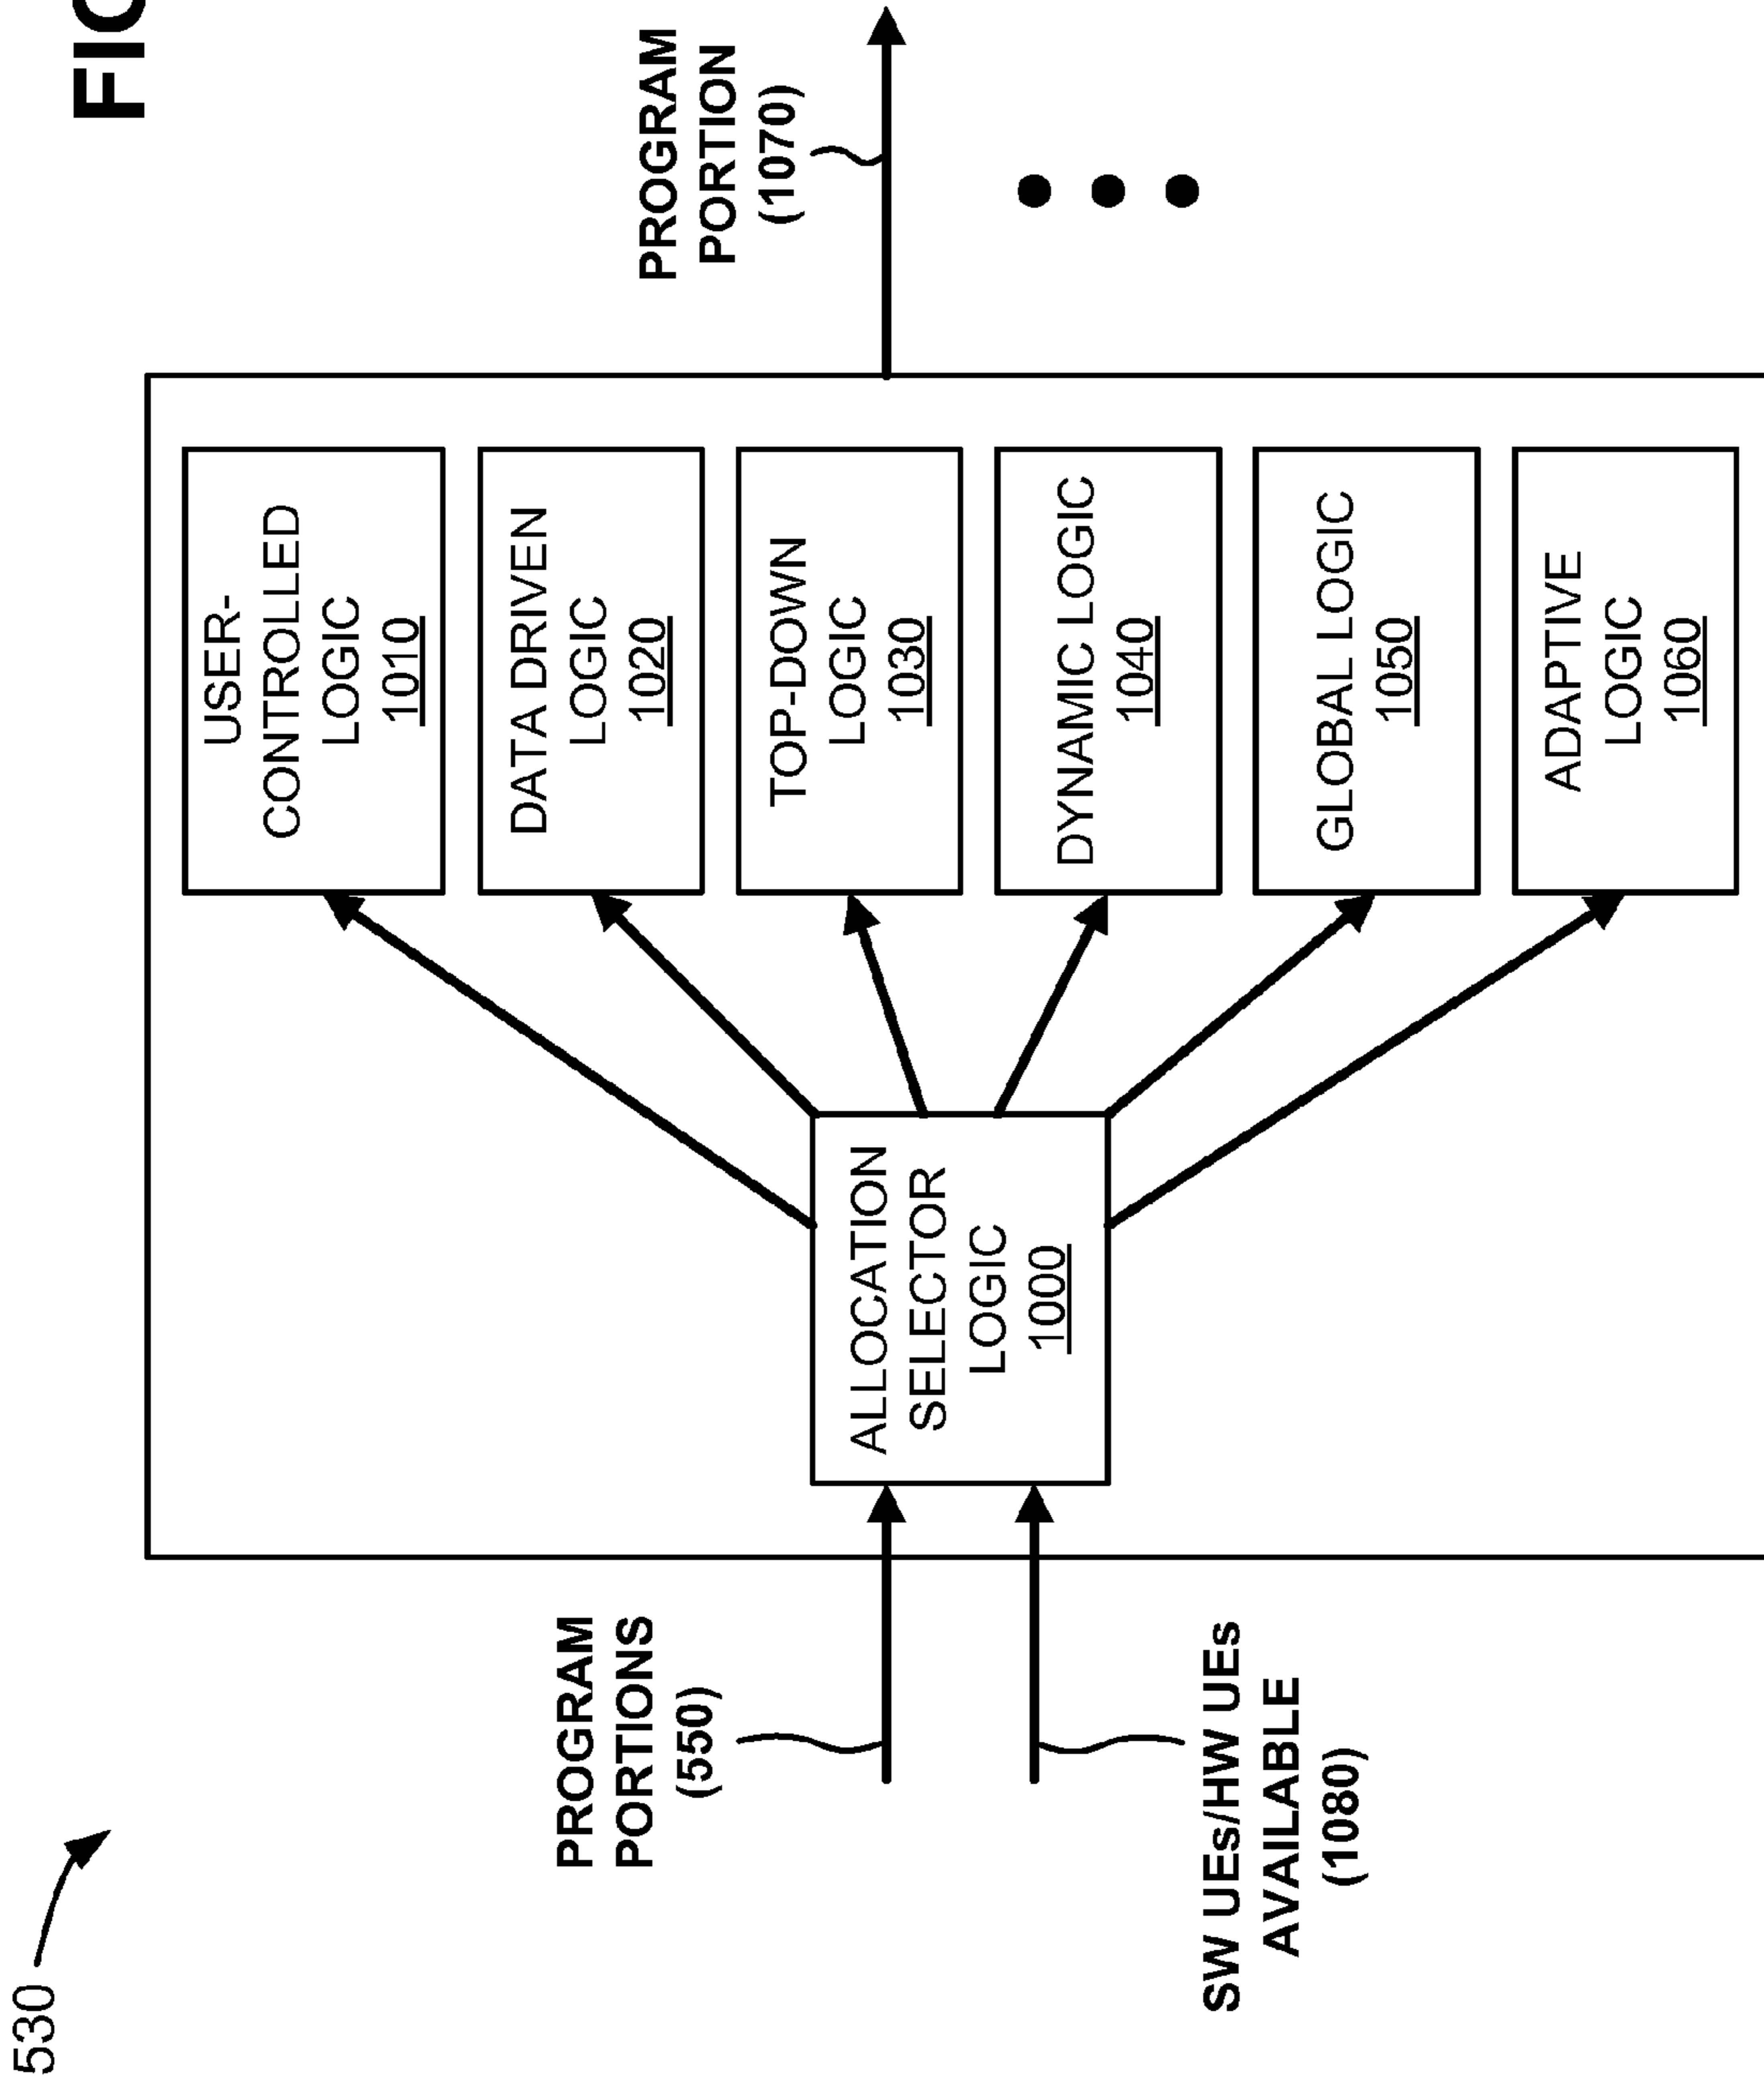 FIG
530
PROGRAM
PORTIONS
(550)
SW UEs/HW UEs
AVAILABLE
(1080)
ALLOCATION
SELECTOR
LOGIC
1000
USER-
CONTROLLED
LOGIC
1010
DATA DRIVEN
LOGIC
1020
TOP-DOWN
LOGIC
1030
DYNAMIC LOGIC
1040
GLOBAL LOGIC
1050
ADAPTIVE
LOGIC
1060
PROGRAM
PORTION
(1070)